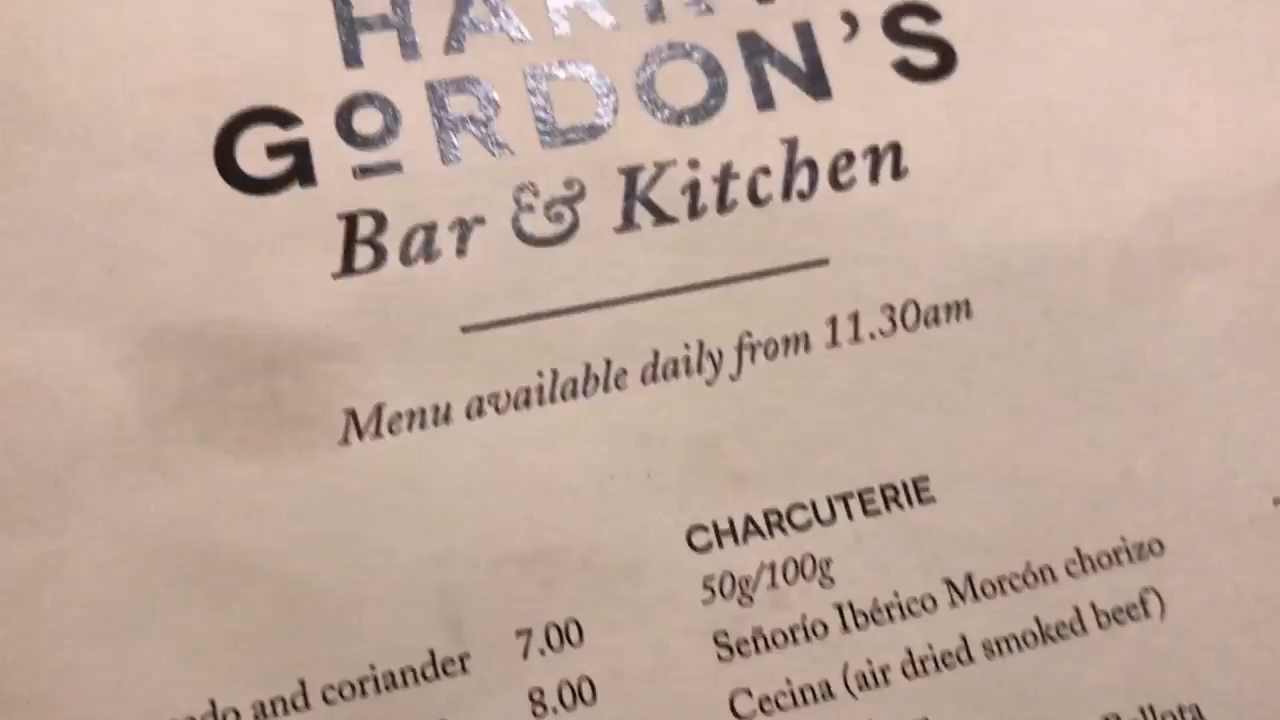 GORDON'S
Bar & Kitchen
Menu available daily from 11.30am
CHARCUTERIE
50g/100g
Señorío Ibérico Morcón chorizo
Cecina (air dried smoked beef)
and coriander 7.00
8.00